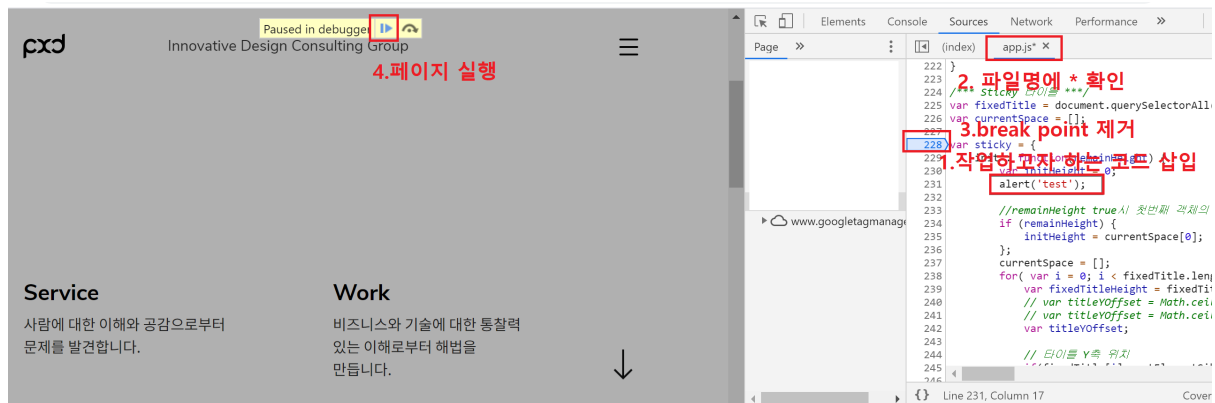 pxd
Innovative Design Consulting Group
Paused in debugger
4.페이지 실행
Service
사람에 대한 이해와 공감으로부터
문제를 발견합니다.
Work
비즈니스와 기술에 대한 통찰력
있는 이해로부터 해법을
만듭니다.
Elements Console Sources Network Performance »
Page »
www.googletagmanage
(index) app.js* ×
2. 파일명에 * 확인
3.break point 제거
1.작업하고자 하는 코드 삽입
222 }
223
224 /*** Sticky 타이틀 ***/
225 var fixedTitle = document.querySelectorAll
226 var currentSpace = [];
227
228 var sticky = {
229 function(remainHeight)
230 var initHeight = 0;
231 alert('test');
232
233 //remainHeight true시 첫번째 객체의
234 if (remainHeight) {
235 initHeight = currentSpace[0];
236 };
237 currentSpace = [];
238 for( var i = 0; i < fixedTitle.leng
239 var fixedTitleHeight = fixedTit
240 // var titleYOffset = Math.ceil
241 // var titleYOffset = Math.ceil
242 var titleYOffset;
243
244 // 타이틀 Y축 위치
245
246
{} Line 231, Column 17 Cover